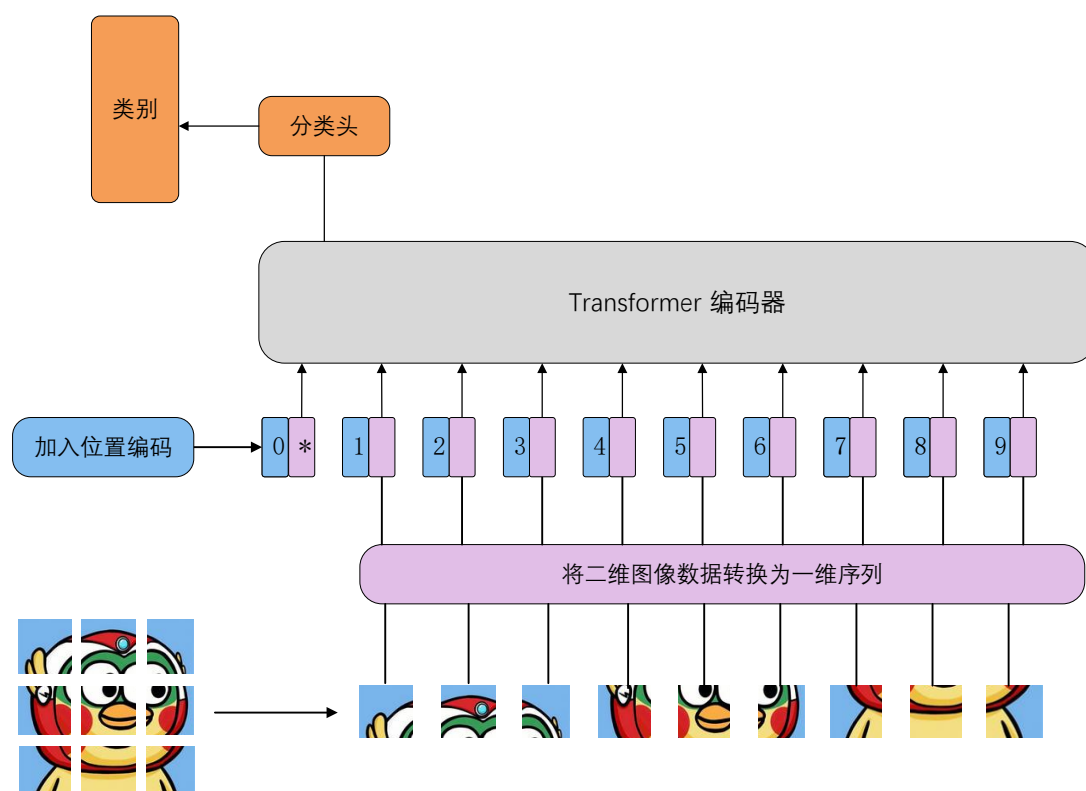 类别
分类头
Transformer 编码器
加入位置编码
0 * 1 2 3 4 5 6 7 8 9
将二维图像数据转换为一维序列